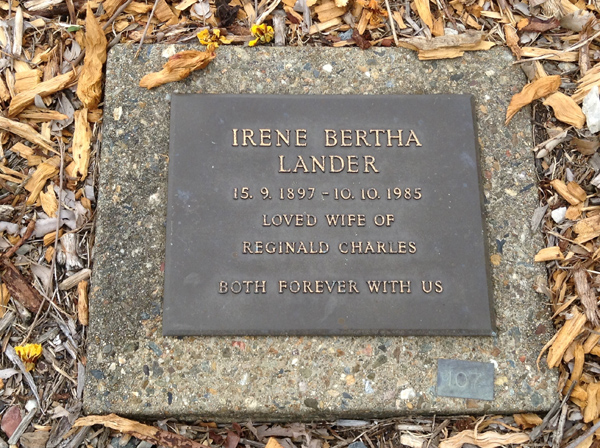 IRENE BERTHA
LANDER
15. 9. 1897 - 10. 10. 1985
LOVED WIFE OF
REGINALD CHARLES
BOTH FOREVER WITH US
107